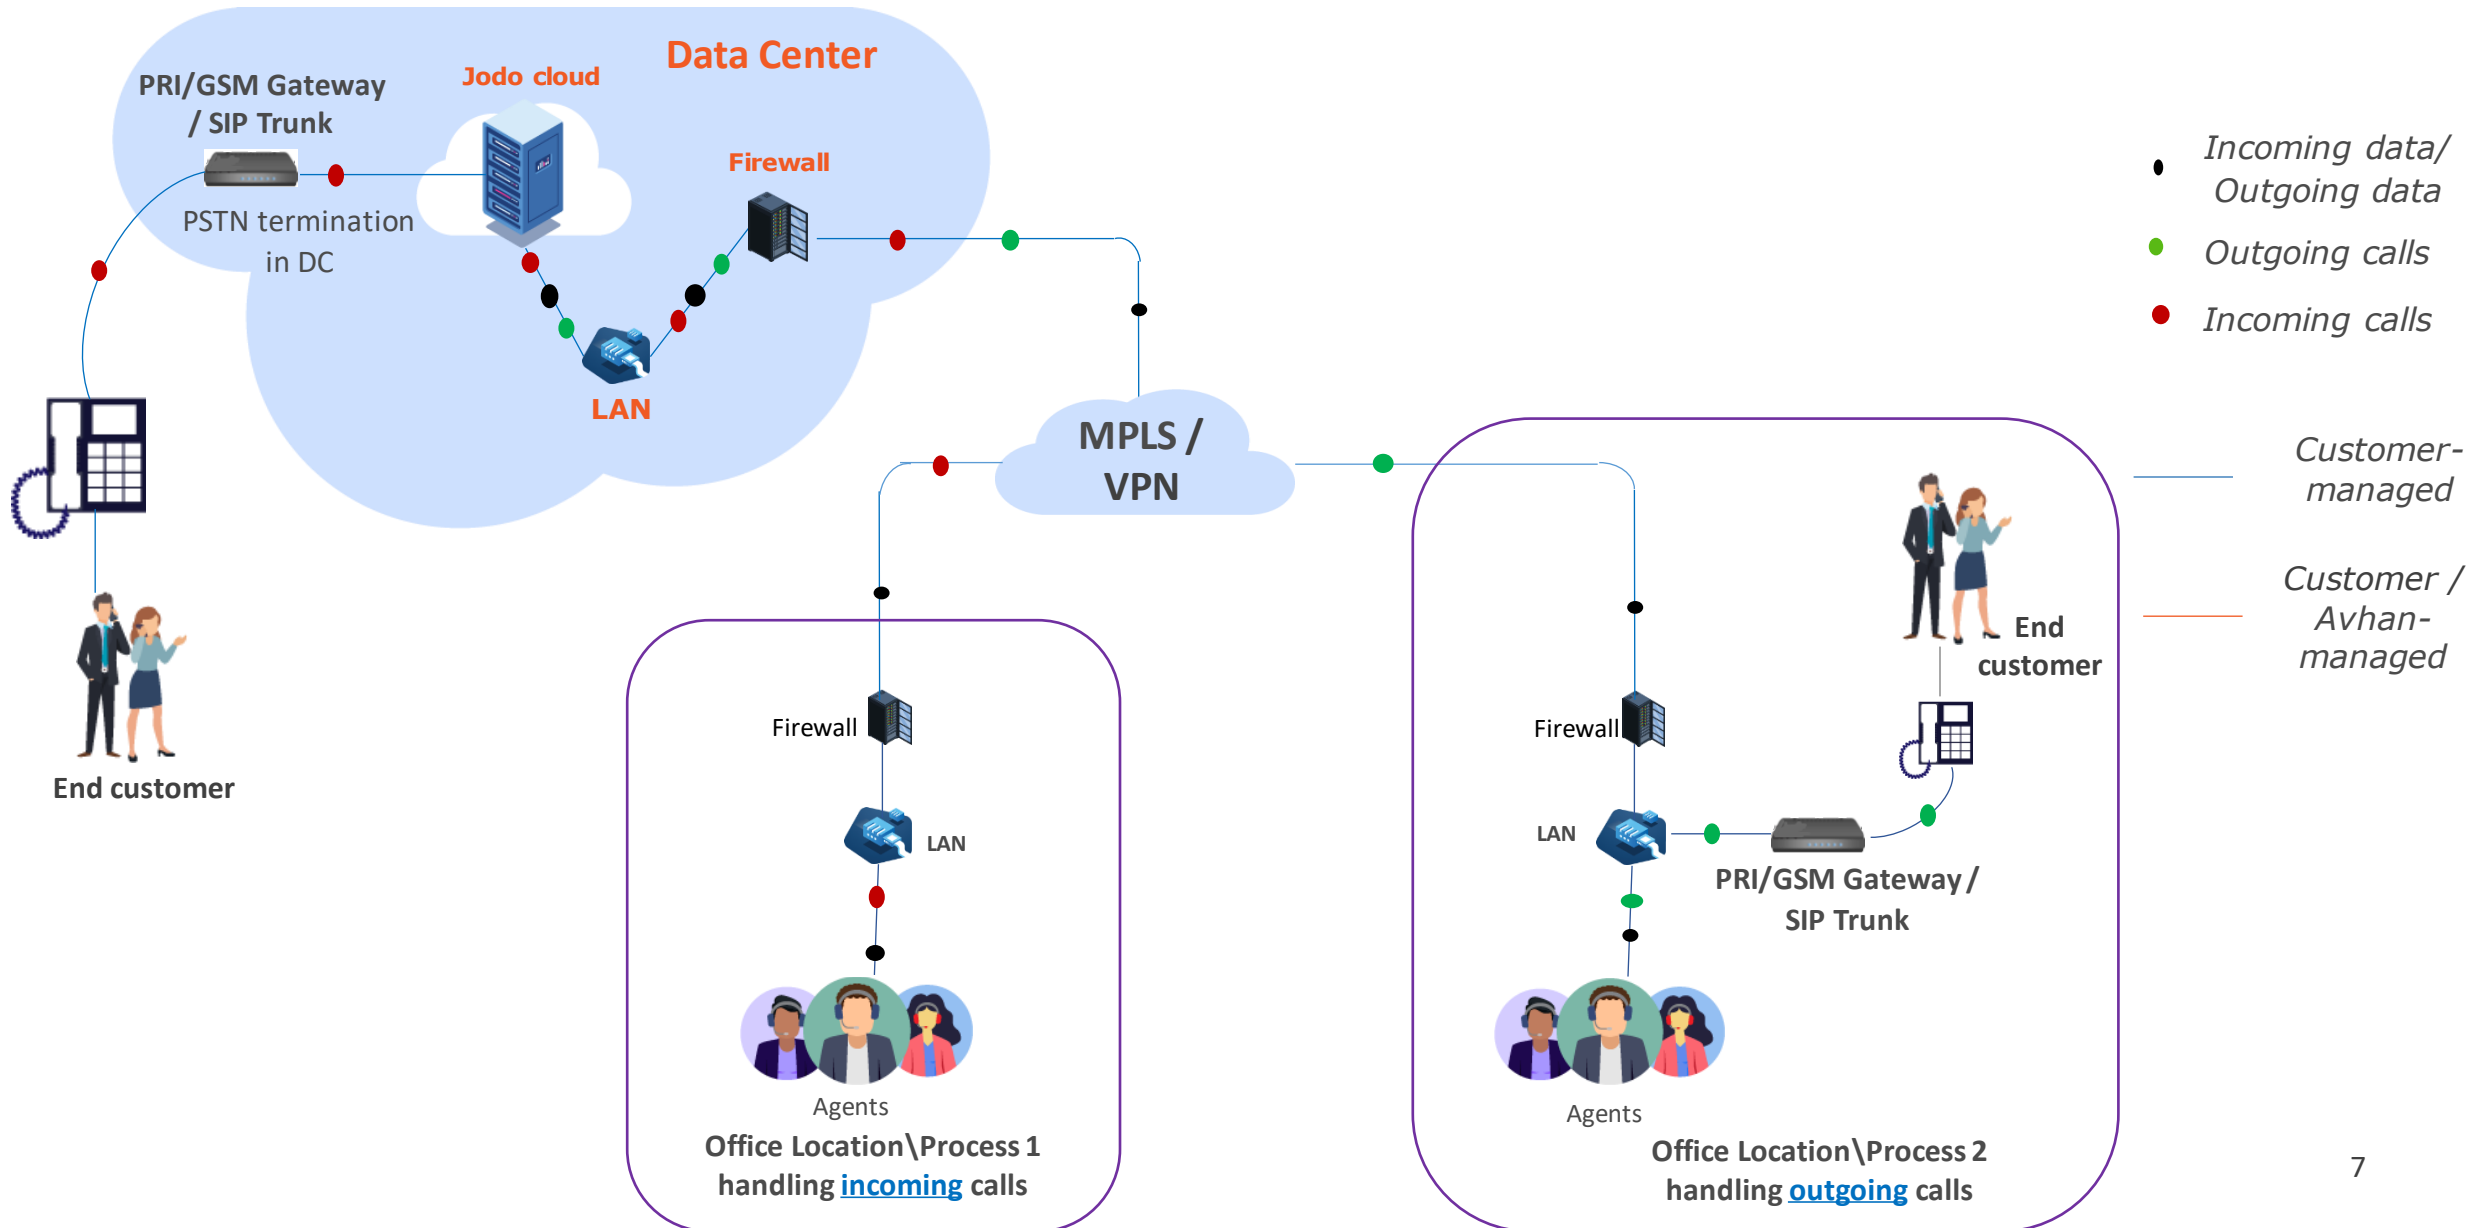 Data Center
Jodo cloud
PRI/GSM Gateway
/ SIP Trunk
Firewall
PSTN termination
in DC
LAN
MPLS /
VPN
End customer
Firewall
LAN
Agents
Office Location\Process 1
handling incoming calls
End
customer
Firewall
LAN
PRI/GSM Gateway /
SIP Trunk
Agents
Office Location\Process 2
handling outgoing calls
Incoming data/
Outgoing data
Outgoing calls
Incoming calls
Customer-
managed
Customer /
Avhan-
managed
7